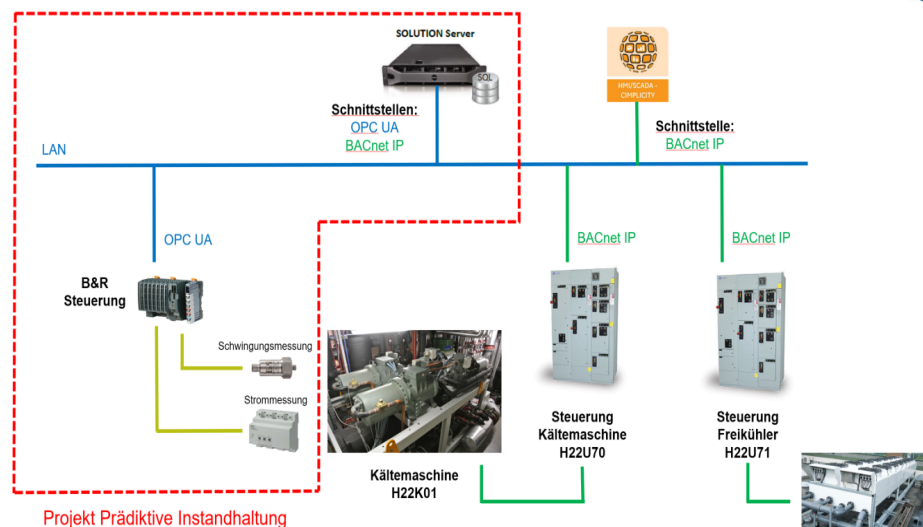 SOLUTION Server
SQL
HMI/SCADA -
CIMPLICITY
Schnittstellen:
OPC UA
BACnet IP
Schnittstelle:
BACnet IP
LAN
OPC UA
BACnet IP
BACnet IP
B&R
Steuerung
Schwingungsmessung
Strommessung
Kältemaschine
H22K01
Steuerung
Kältemaschine
H22U70
Steuerung
Freikühler
H22U71
Projekt Prädiktive Instandhaltung